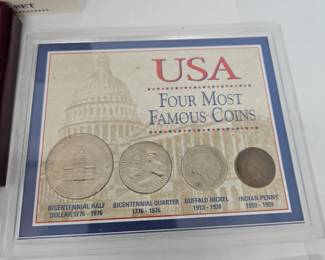 BET
USA
FOUR MOST
FAMOUS COINS
BICENTENNIAL HALF
DOLLAR 1776 - 1976
BICENTENNIAL QUARTER
1776 - 1976
BUFFALO NICKEL
1913 - 1938
INDIAN PENNY
1859 - 1909